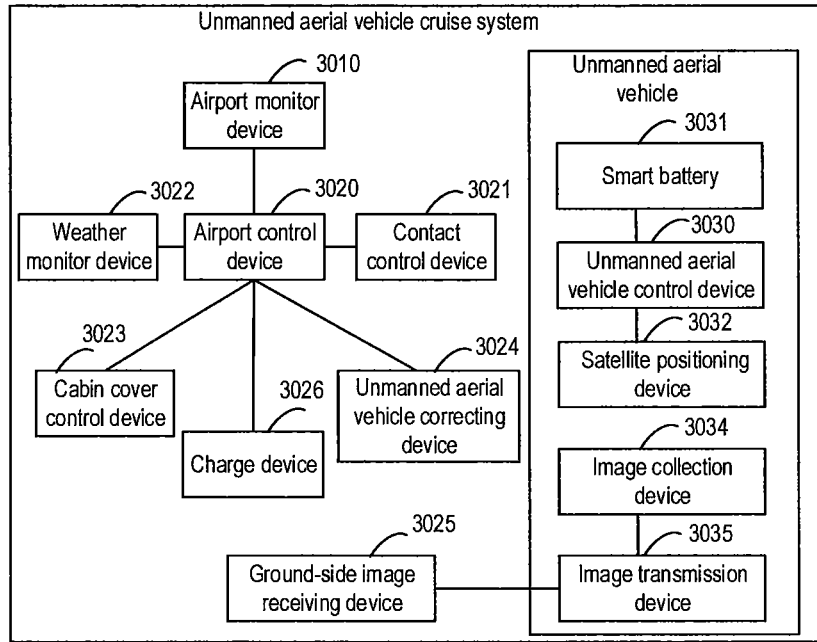 Unmanned aerial vehicle cruise system
3010
Airport monitor
device
3022
Weather
monitor device
3020
Airport control
device
3021
Contact
control device
3023
Cabin cover
control device
3026
Charge device
3024
Unmanned aerial
vehicle correcting
device
3025
Ground-side image
receiving device
Unmanned aerial
vehicle
3031
Smart battery
3030
Unmanned aerial
vehicle control device
3032
Satellite positioning
device
3034
Image collection
device
3035
Image transmission
device